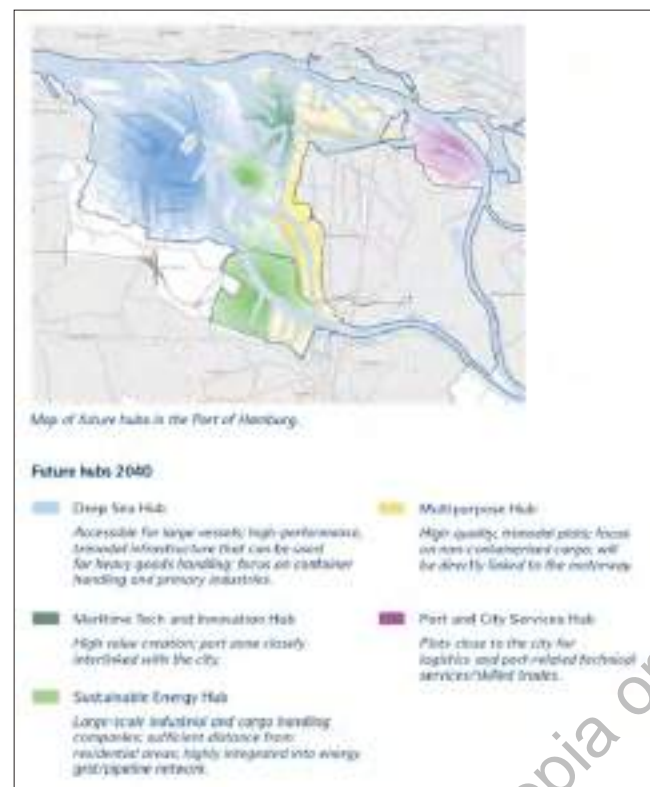 Map of future hubs in the Port of Hamburg.
Future hubs 2040
Deep Sea Hub
Accessible for large vessels; high-performance,
trimodal infrastructure that can be used
for heavy goods handling; focus on container
handling and primary industries.
Maritime Tech and Innovation Hub
High value creation; port zone closely
interlinked with the city.
Sustainable Energy Hub
Large-scale industrial and cargo handling
companies; sufficient distance from
residential areas; highly integrated into energy
grid/pipeline network.
Multipurpose Hub
High quality, trimodal plots; focus
on non-containerised cargo; will
be directly linked to the motorway.
Port and City Services Hub
Plots close to the city for
logistics and port-related technical
services/skilled trades.